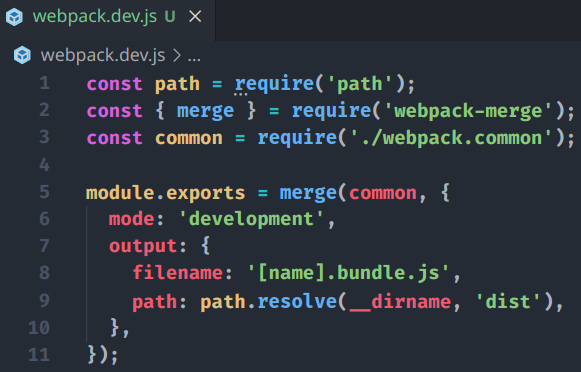 webpack.dev.js U ×
webpack.dev.js > ...
1 const path = require('path');
2 const { merge } = require('webpack-merge');
3 const common = require('./webpack.common');
4
5 module.exports = merge(common, {
6 mode: 'development',
7 output: {
8 filename: '[name].bundle.js',
9 path: path.resolve(__dirname, 'dist'),
10 },
11 });